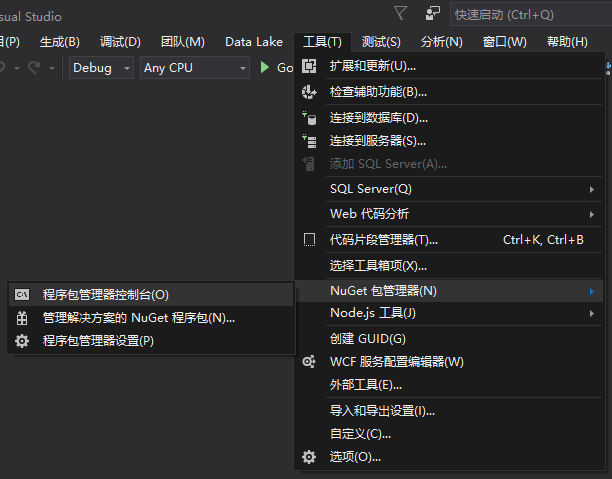 sual Studio
快速启动 (Ctrl+Q)
目(P) 生成(B) 调试(D) 团队(M) Data Lake 工具(T) 测试(S) 分析(N) 窗口(W) 帮助(H)
Debug Any CPU Go
扩展和更新(U)...
检查辅助功能(B)...
连接到数据库(D)...
连接到服务器(S)...
添加 SQL Server(A)...
SQL Server(Q)
Web 代码分析
代码片段管理器(T)... Ctrl+K, Ctrl+B
选择工具箱项(X)...
NuGet 包管理器(N)
Node.js 工具(J)
创建 GUID(G)
WCF 服务配置编辑器(W)
外部工具(E)...
导入和导出设置(I)...
自定义(C)...
选项(O)...
程序包管理器控制台(O)
管理解决方案的 NuGet 程序包(N)...
程序包管理器设置(P)